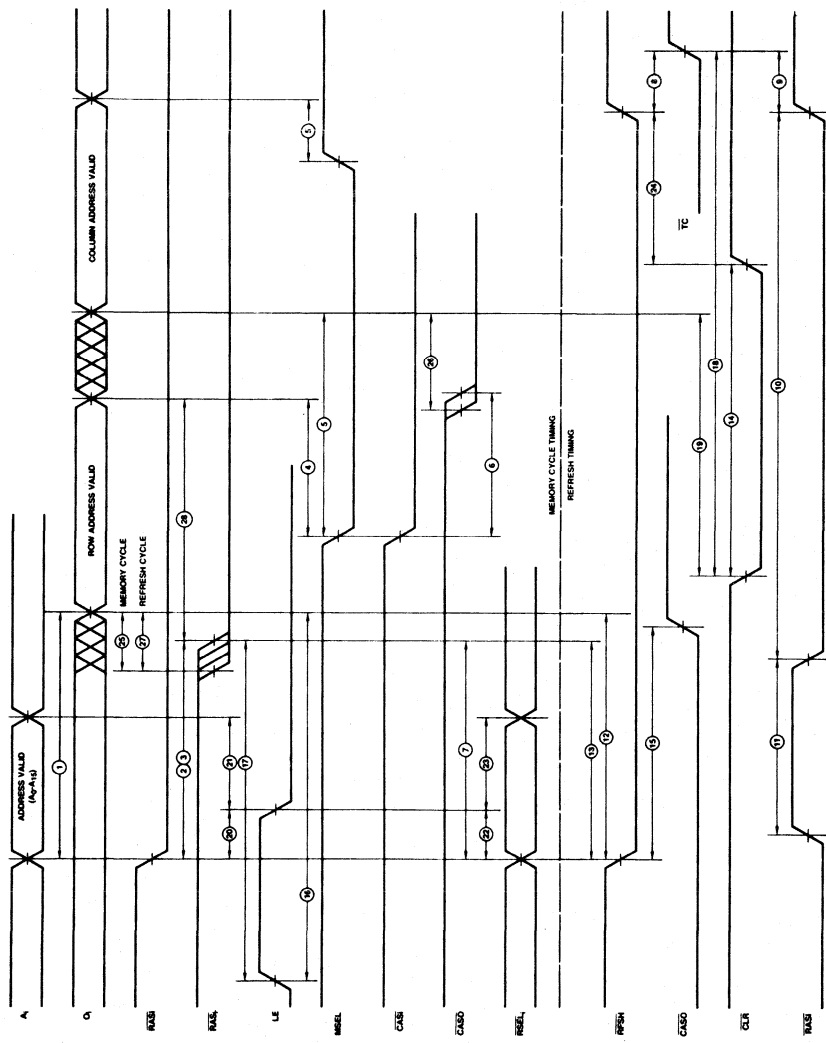 Aᵢ
ADDRESS VALID
(A₀-A₁₅)
1
Oᵢ
ROW ADDRESS VALID
COLUMN ADDRESS VALID
25
MEMORY CYCLE
27
REFRESH CYCLE
RASI
2
3
28
RASᵢ
20
21
17
LE
16
MSEL
4
5
5
CASI
CASO
26
6
7
22
23
RSELᵢ
MEMORY CYCLE TIMING
REFRESH TIMING
13
12
RFSH
24
8
15
CASO
TC
19
18
CLR
14
10
9
11
RASI